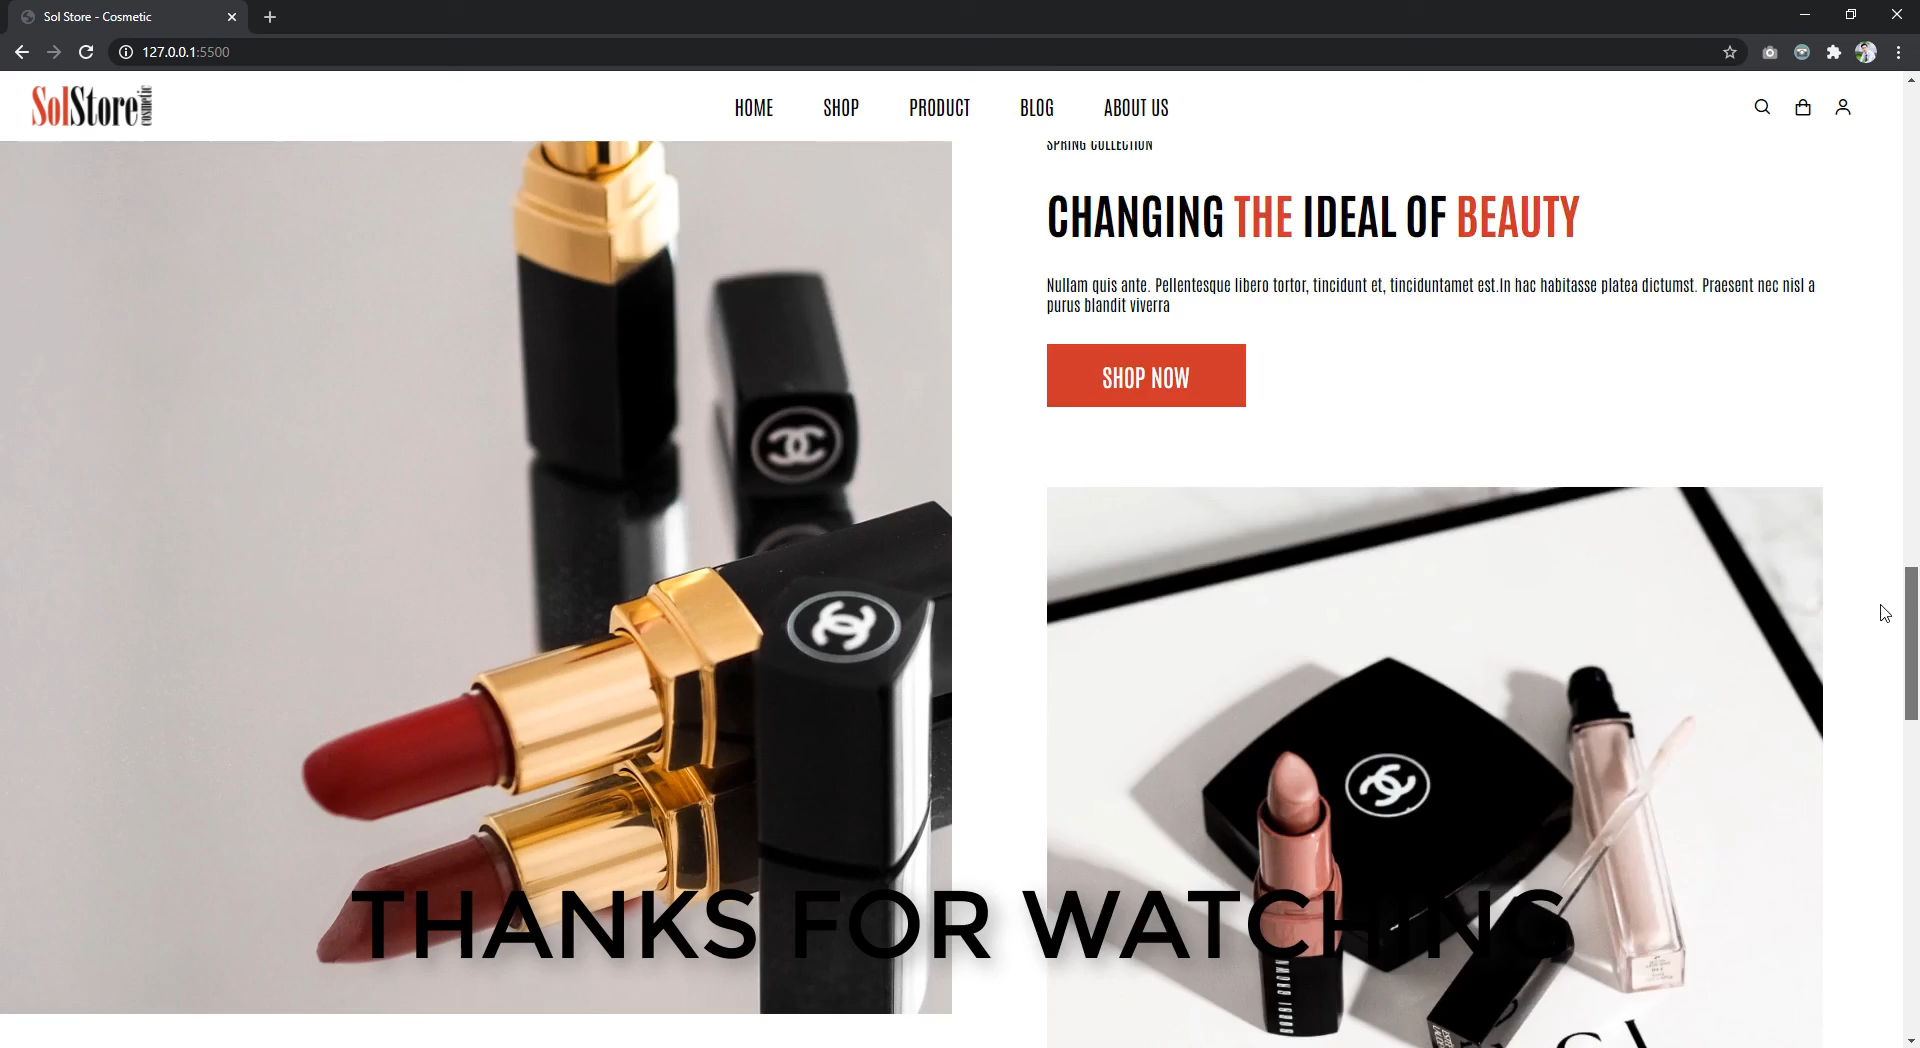 Sol Store - Cosmetic
127.0.0.1:5500
SolStore cosmetic
HOME SHOP PRODUCT BLOG ABOUT US
SPRING COLLECTION
CHANGING THE IDEAL OF BEAUTY
Nullam quis ante. Pellentesque libero tortor, tincidunt et, tinciduntamet est.In hac habitasse platea dictumst. Praesent nec nisl a
purus blandit viverra
SHOP NOW
BOBBI BROWN
THANKS FOR WATCHING